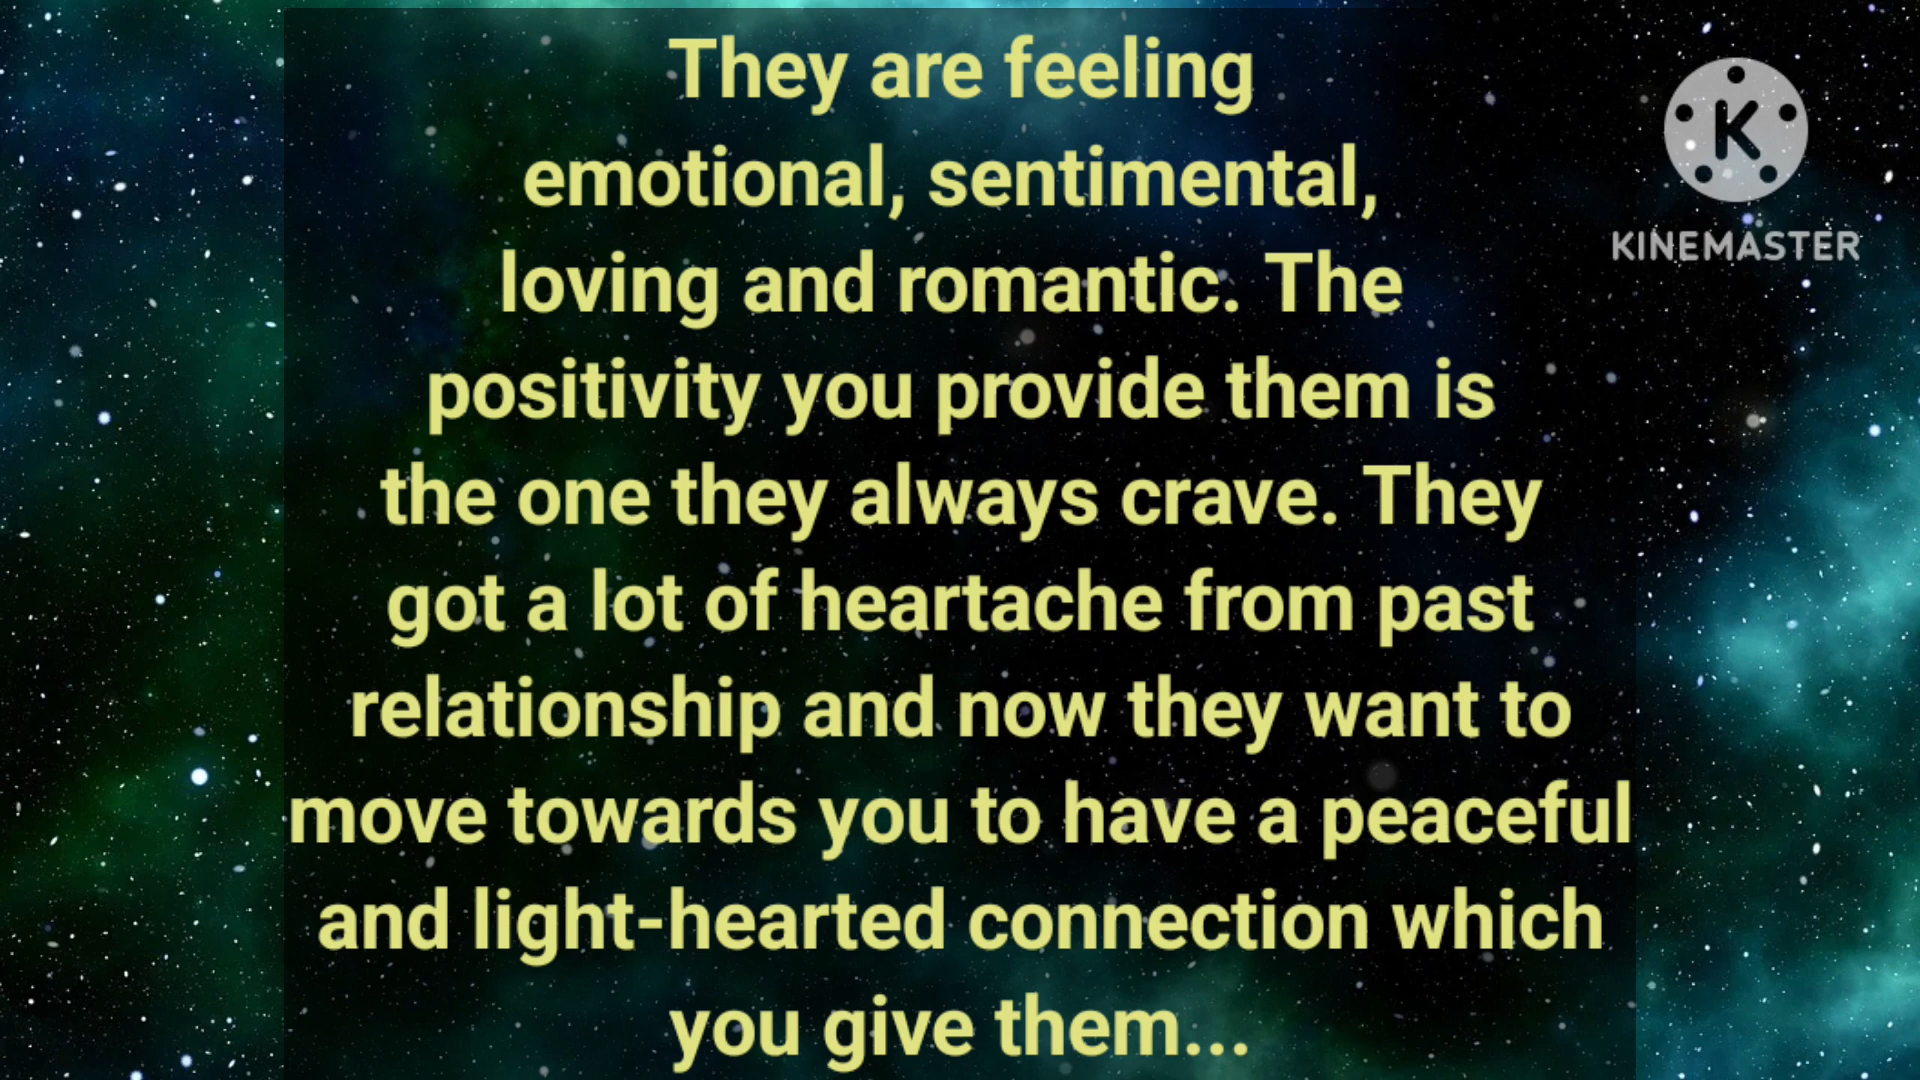 They are feeling
emotional, sentimental,
loving and romantic. The
positivity you provide them is
the one they always crave. They
got a lot of heartache from past
relationship and now they want to
move towards you to have a peaceful
and light-hearted connection which
you give them...
K
KINEMASTER